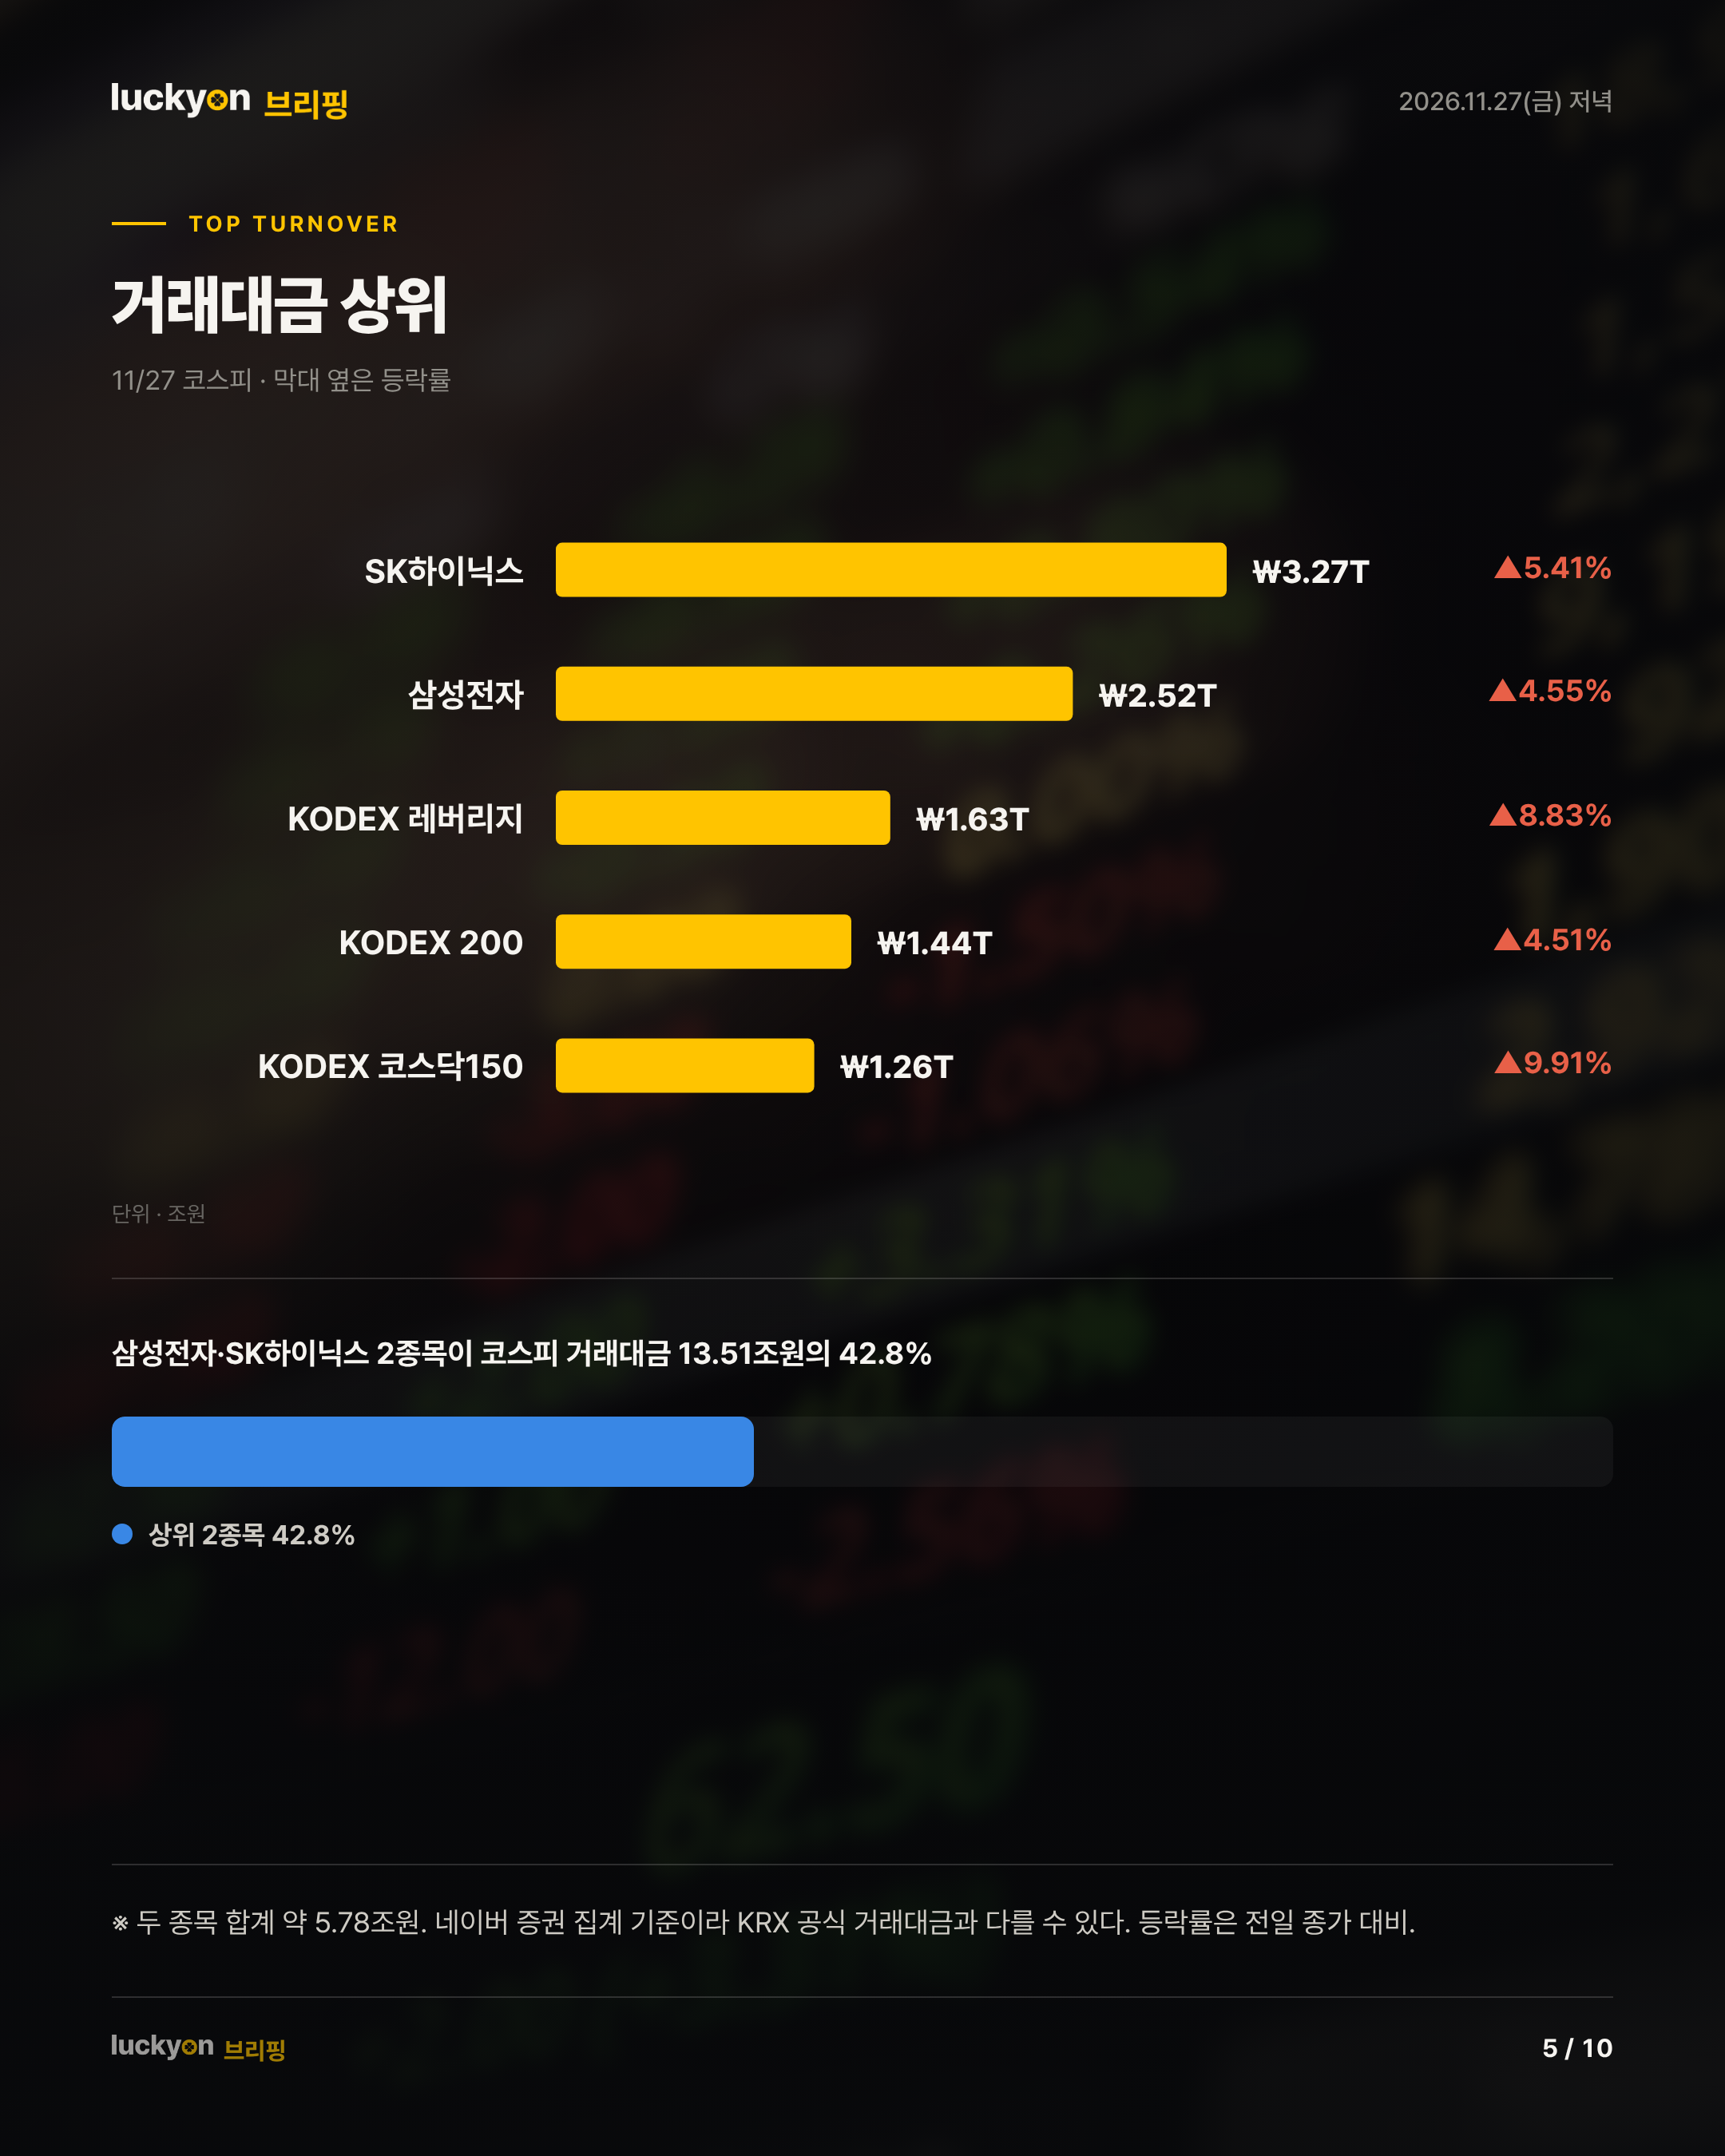 luckyon 브리핑
2026.11.27(금) 저녁
TOP TURNOVER
거래대금 상위
11/27 코스피 · 막대 옆은 등락률
SK하이닉스 ₩3.27T ▲5.41%
삼성전자 ₩2.52T ▲4.55%
KODEX 레버리지 ₩1.63T ▲8.83%
KODEX 200 ₩1.44T ▲4.51%
KODEX 코스닥150 ₩1.26T ▲9.91%
단위 · 조원
삼성전자·SK하이닉스 2종목이 코스피 거래대금 13.51조원의 42.8%
상위 2종목 42.8%
62.50
※ 두 종목 합계 약 5.78조원. 네이버 증권 집계 기준이라 KRX 공식 거래대금과 다를 수 있다. 등락률은 전일 종가 대비.
luckyon 브리핑
5 / 10